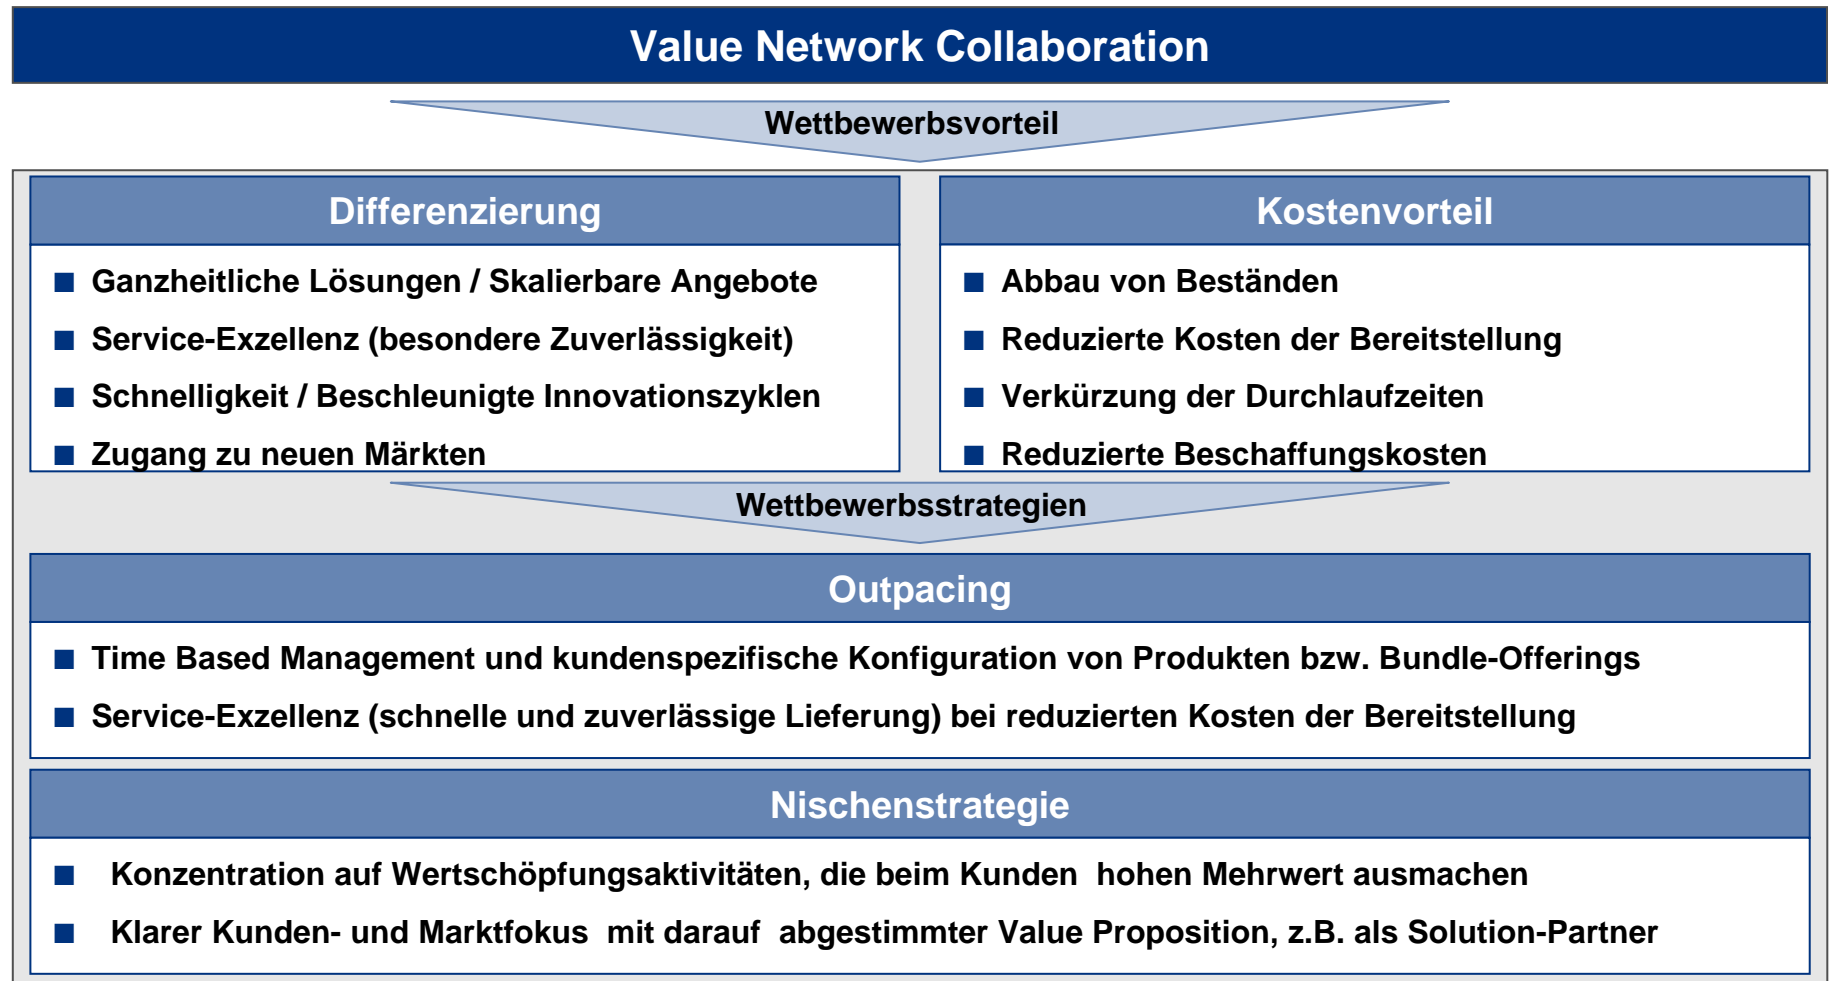 Value Network Collaboration
Wettbewerbsvorteil
Differenzierung
■ Ganzheitliche Lösungen / Skalierbare Angebote
■ Service-Exzellenz (besondere Zuverlässigkeit)
■ Schnelligkeit / Beschleunigte Innovationszyklen
■ Zugang zu neuen Märkten
Kostenvorteil
■ Abbau von Beständen
■ Reduzierte Kosten der Bereitstellung
■ Verkürzung der Durchlaufzeiten
■ Reduzierte Beschaffungskosten
Wettbewerbsstrategien
Outpacing
■ Time Based Management und kundenspezifische Konfiguration von Produkten bzw. Bundle-Offerings
■ Service-Exzellenz (schnelle und zuverlässige Lieferung) bei reduzierten Kosten der Bereitstellung
Nischenstrategie
■ Konzentration auf Wertschöpfungsaktivitäten, die beim Kunden hohen Mehrwert ausmachen
■ Klarer Kunden- und Marktfokus mit darauf abgestimmter Value Proposition, z.B. als Solution-Partner